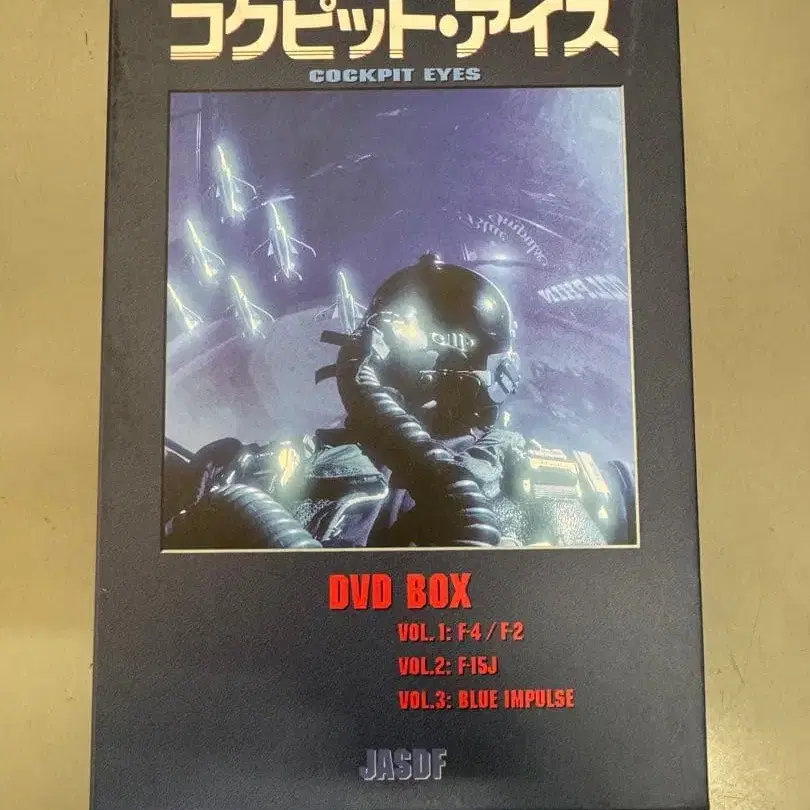 コクピット・アイズ
COCKPIT EYES
DVD BOX
VOL.1: F-4 / F-2
VOL.2: F-15J
VOL.3: BLUE IMPULSE
JASDF